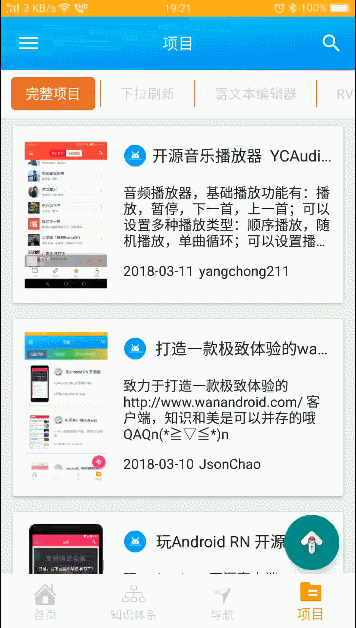 3 KB/s
19:21
100%
项目
完整项目
下拉刷新
富文本编辑器
RV
开源音乐播放器 YCAudi...
音频播放器，基础播放功能有：播
放，暂停，下一首，上一首；可以
设置多种播放类型：顺序播放，随
机播放，单曲循环；可以设置播...
2018-03-11 yangchong211
打造一款极致体验的wa...
致力于打造一款极致体验的
http://www.wanandroid.com/ 客
户端，知识和美是可以并存的哦
QAQn(*≧▽≦*)n
2018-03-10 JsonChao
玩Android RN 开源
首页
知识体系
导航
项目